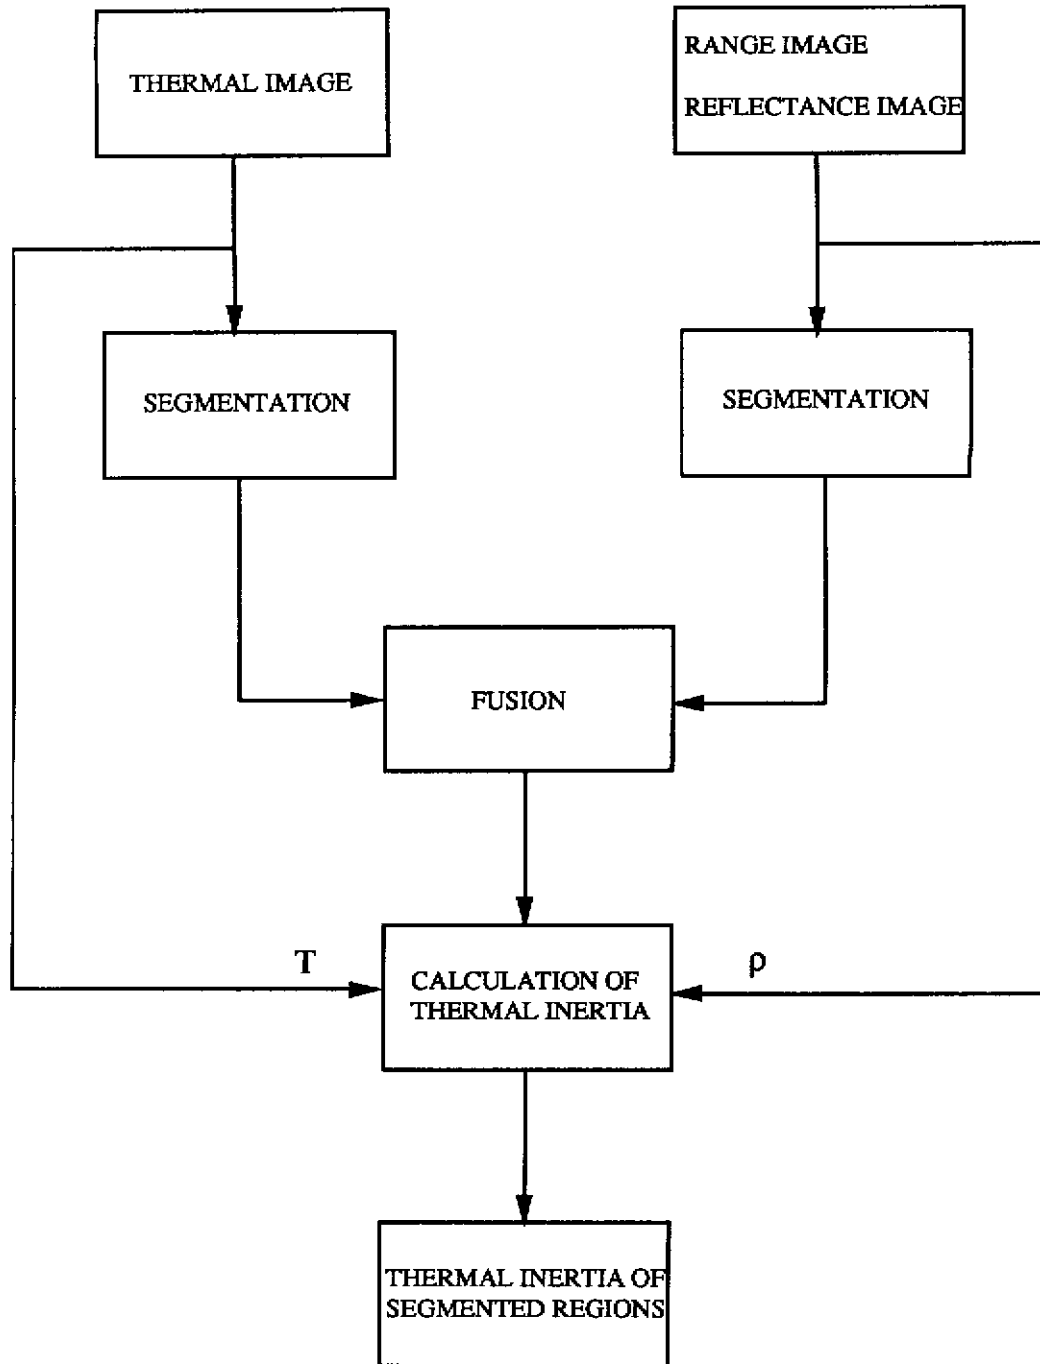 THERMAL IMAGE
RANGE IMAGE
REFLECTANCE IMAGE
SEGMENTATION
SEGMENTATION
FUSION
T
ρ
CALCULATION OF
THERMAL INERTIA
THERMAL INERTIA OF
SEGMENTED REGIONS